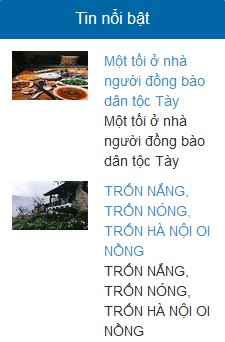 Tin nổi bật
Một tối ở nhà
người đồng bào
dân tộc Tày
Một tối ở nhà
người đồng bào
dân tộc Tày
TRỐN NẮNG,
TRỐN NÓNG,
TRỐN HÀ NỘI OI
NỒNG
TRỐN NẮNG,
TRỐN NÓNG,
TRỐN HÀ NỘI OI
NỒNG